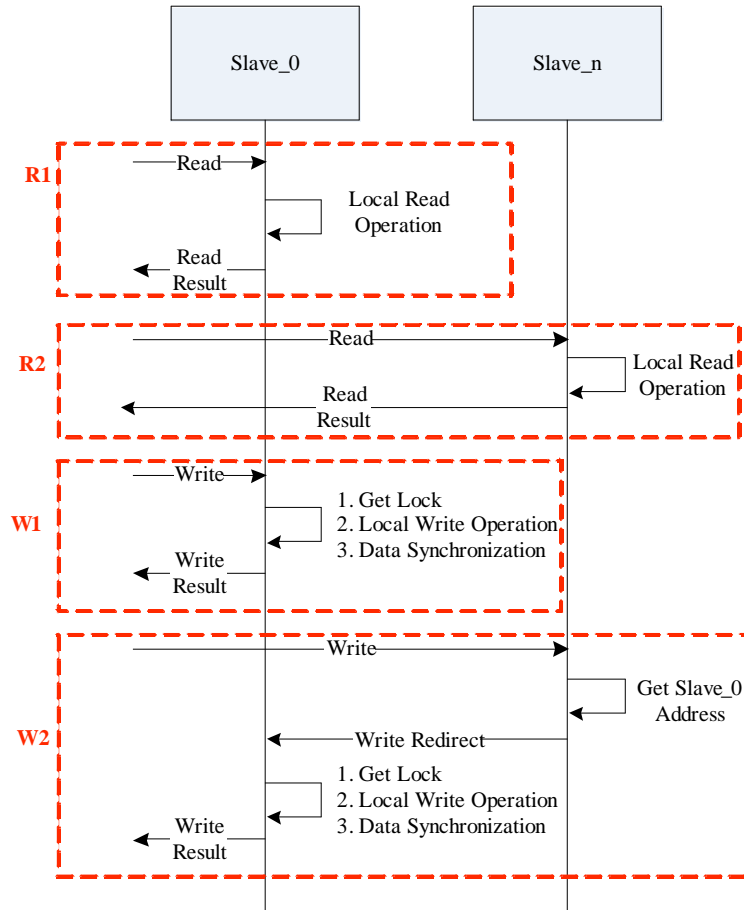 Slave_0
Slave_n
R1
Read
Local Read
Operation
Read
Result
R2
Read
Local Read
Operation
Read
Result
W1
Write
1. Get Lock
2. Local Write Operation
3. Data Synchronization
Write
Result
W2
Write
Get Slave_0
Address
Write Redirect
1. Get Lock
2. Local Write Operation
3. Data Synchronization
Write
Result